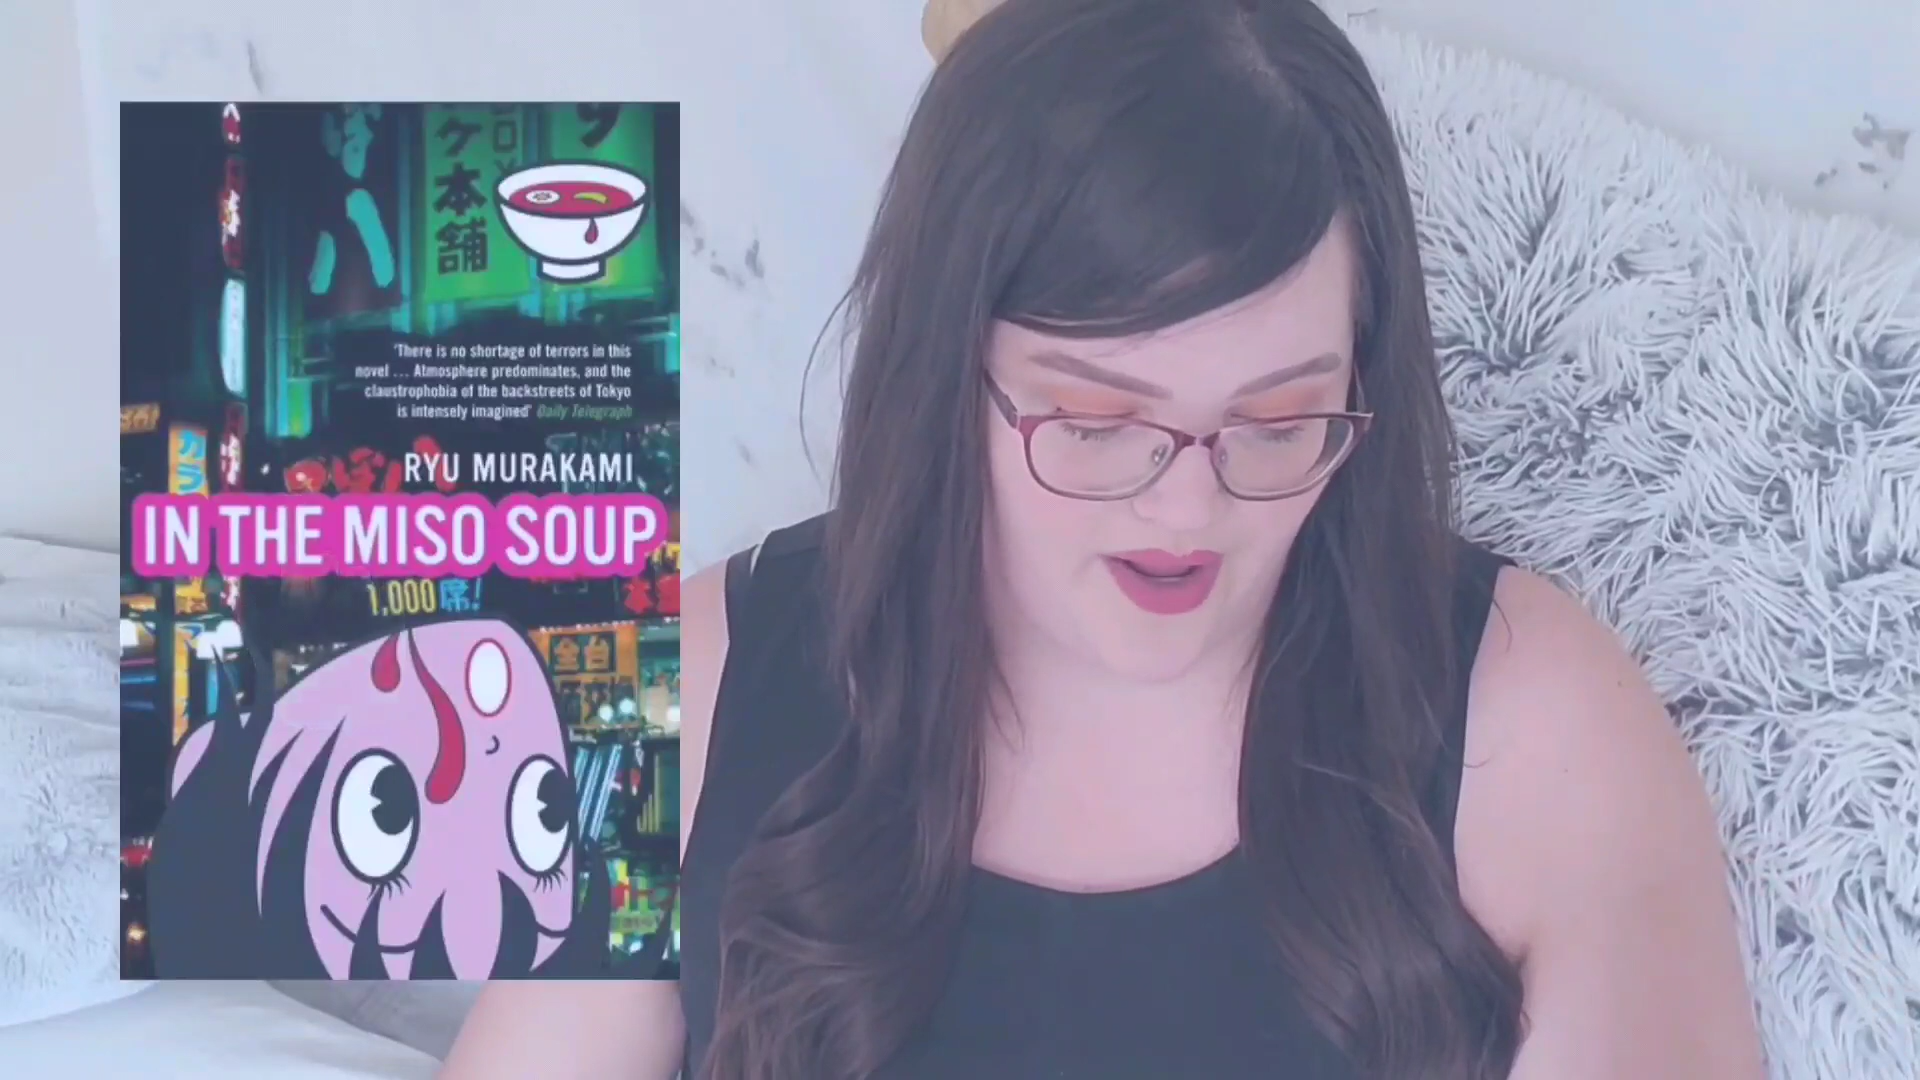 ケ本舗
'There is no shortage of terrors in this
novel ... Atmosphere predominates, and the
claustrophobia of the backstreets of Tokyo
is intensely imagined' Daily Telegraph
RYU MURAKAMI
IN THE MISO SOUP
1,000席!
全台